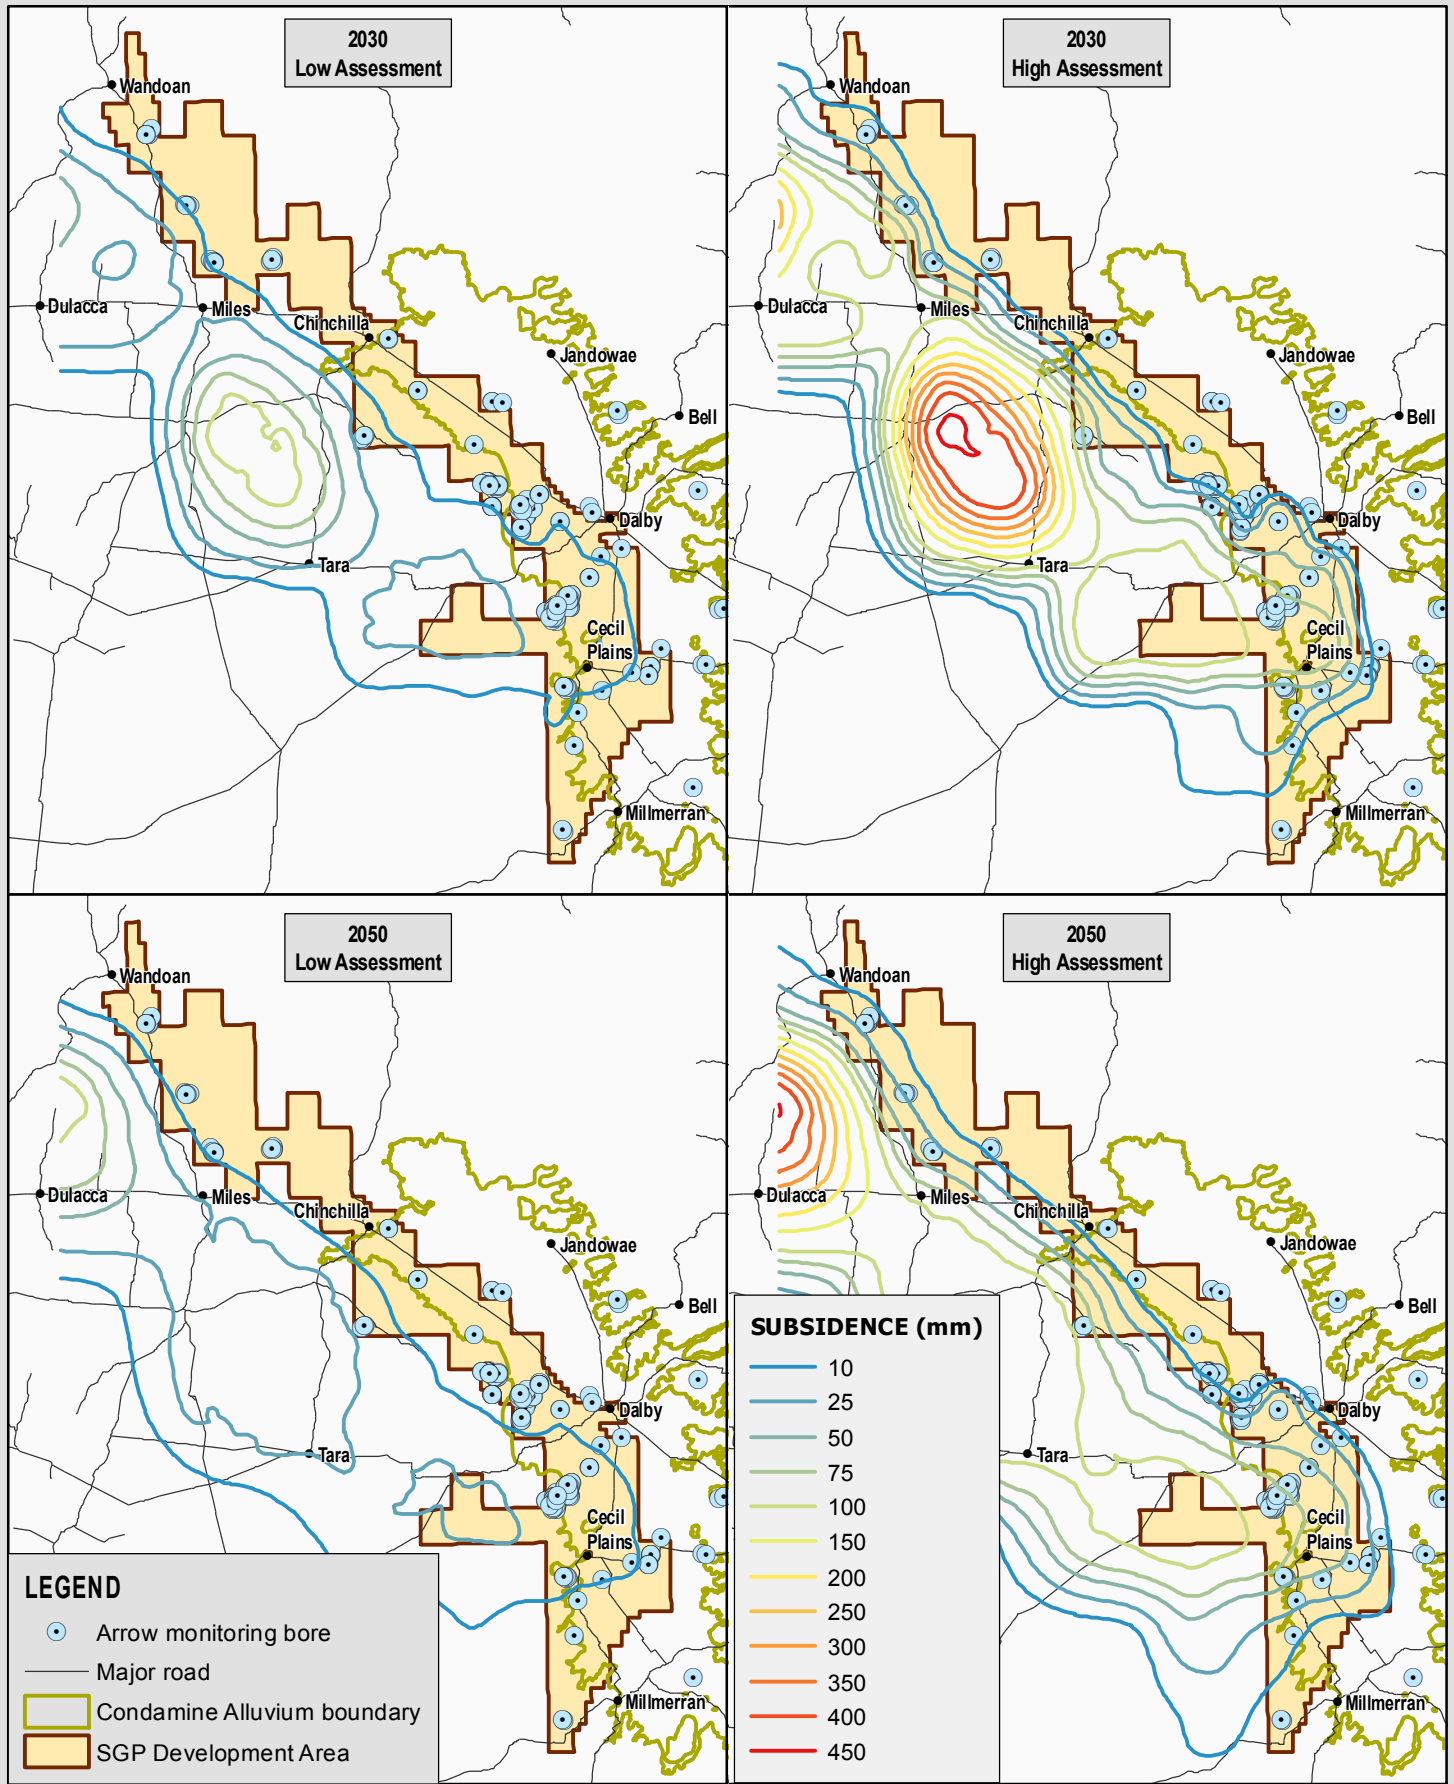 2030
Low Assessment
Wandoan
Dulacca
Miles
Chinchilla
Jandowae
Bell
Dalby
Tara
Cecil
Plains
Millmerran
2030
High Assessment
Wandoan
Dulacca
Miles
Chinchilla
Jandowae
Bell
Dalby
Tara
Cecil
Plains
Millmerran
2050
Low Assessment
Wandoan
Dulacca
Miles
Chinchilla
Jandowae
Bell
Dalby
Tara
Cecil
Plains
Millmerran
LEGEND
Arrow monitoring bore
Major road
Condamine Alluvium boundary
SGP Development Area
2050
High Assessment
Wandoan
Dulacca
Miles
Chinchilla
Jandowae
Bell
Dalby
Tara
Cecil
Plains
Millmerran
SUBSIDENCE (mm)
10
25
50
75
100
150
200
250
300
350
400
450